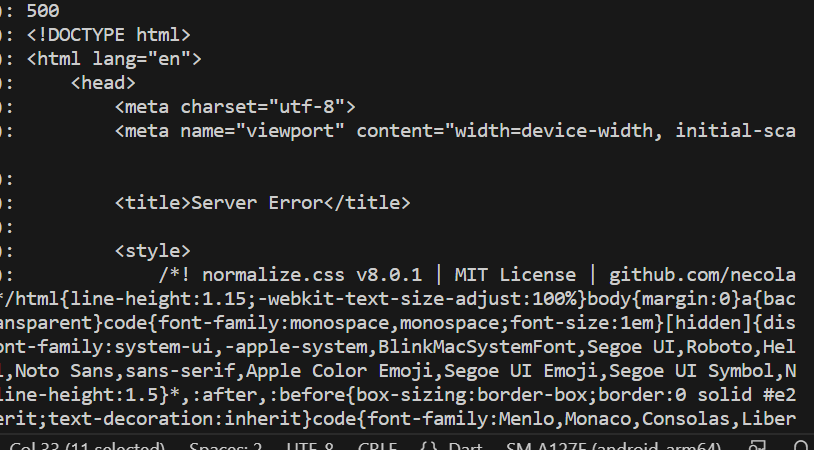 ): 500
): <!DOCTYPE html>
): <html lang="en">
): <head>
): <meta charset="utf-8">
): <meta name="viewport" content="width=device-width, initial-sca
):
): <title>Server Error</title>
):
): <style>
): /*! normalize.css v8.0.1 | MIT License | github.com/necola
*/html{line-height:1.15;-webkit-text-size-adjust:100%}body{margin:0}a{bac
ansparent}code{font-family:monospace,monospace;font-size:1em}[hidden]{dis
ont-family:system-ui,-apple-system,BlinkMacSystemFont,Segoe UI,Roboto,Hel
l,Noto Sans,sans-serif,Apple Color Emoji,Segoe UI Emoji,Segoe UI Symbol,N
line-height:1.5}*,:after,:before{box-sizing:border-box;border:0 solid #e2
erit;text-decoration:inherit}code{font-family:Menlo,Monaco,Consolas,Liber
Col 33 (11 selected) Spaces: 2 UTF-8 CRLF {} Dart SM A127F (android-arm64)